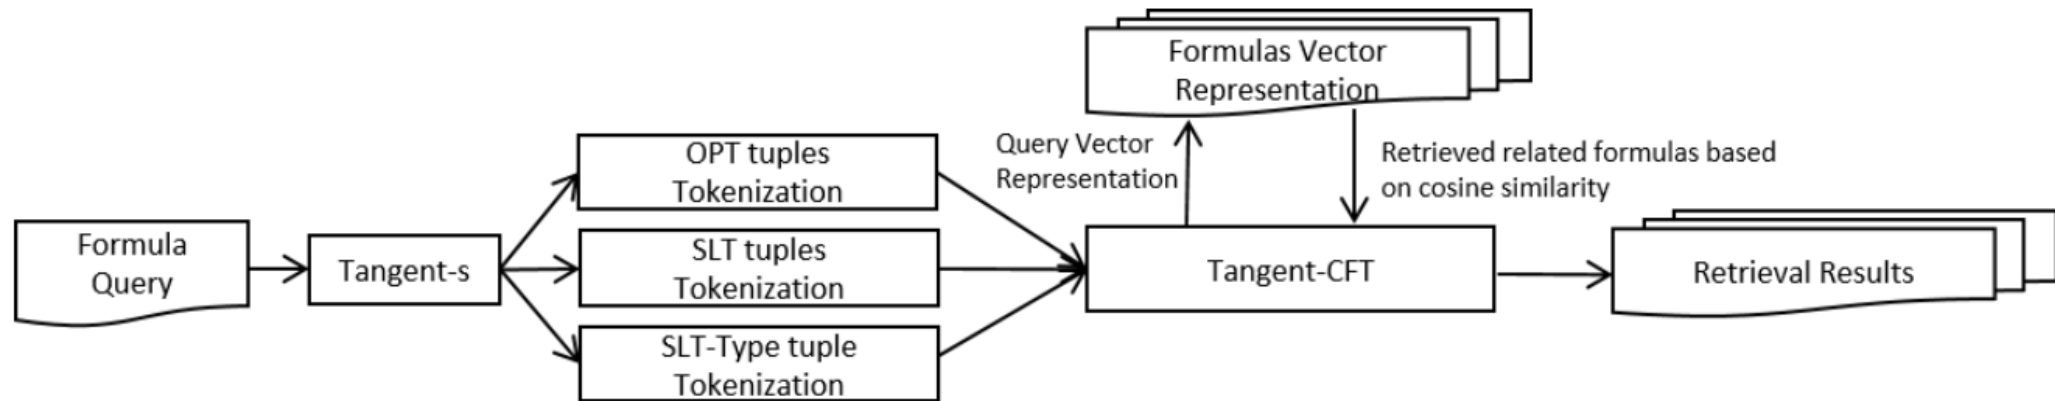 Formula
Query
Tangent-s
OPT tuples
Tokenization
SLT tuples
Tokenization
SLT-Type tuple
Tokenization
Query Vector
Representation
Formulas Vector
Representation
Retrieved related formulas based
on cosine similarity
Tangent-CFT
Retrieval Results